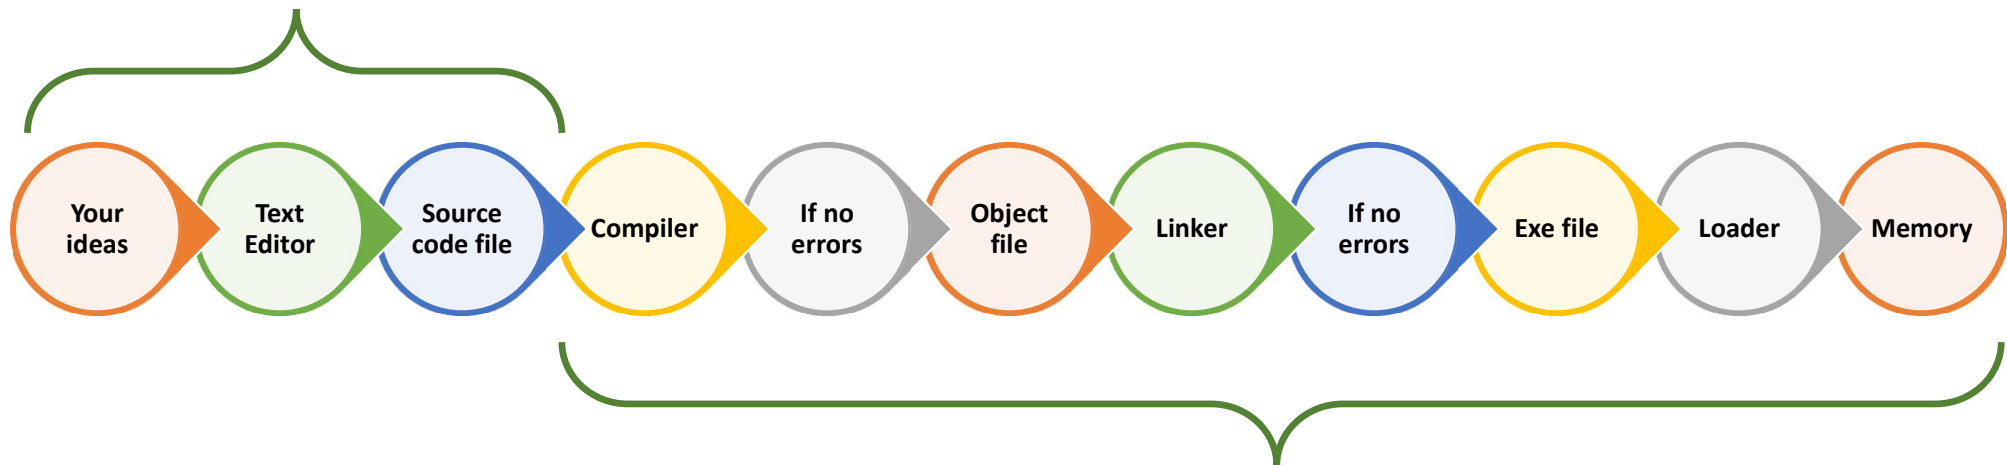 Your
ideas
Text
Editor
Source
code file
Compiler
If no
errors
Object
file
Linker
If no
errors
Exe file
Loader
Memory